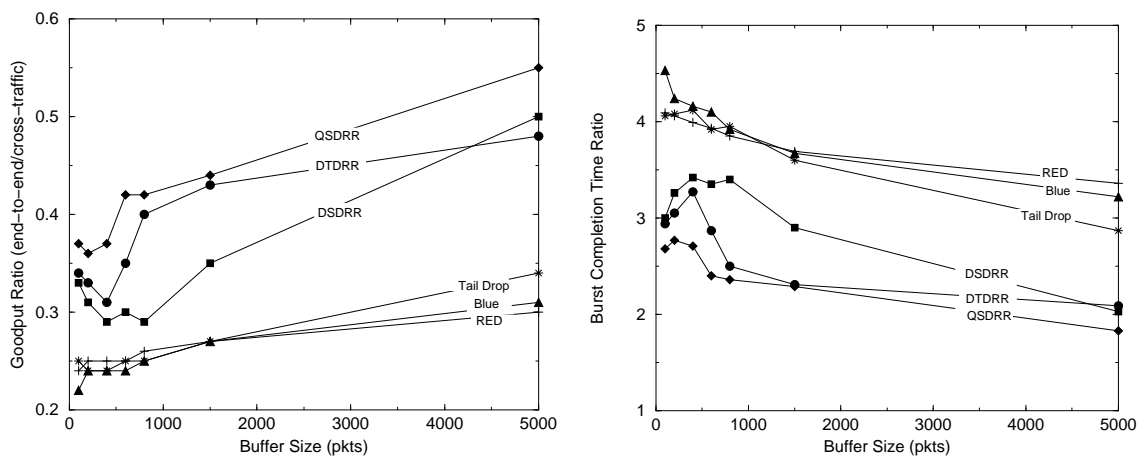 0.6
0.5
0.4
0.3
0.2
Goodput Ratio (end−to−end/cross−traffic)
QSDRR
DTDRR
DSDRR
Tail Drop
Blue
RED
0 1000 2000 3000 4000 5000
Buffer Size (pkts)
5
4
3
2
1
Burst Completion Time Ratio
RED
Blue
Tail Drop
DSDRR
DTDRR
QSDRR
0 1000 2000 3000 4000 5000
Buffer Size (pkts)